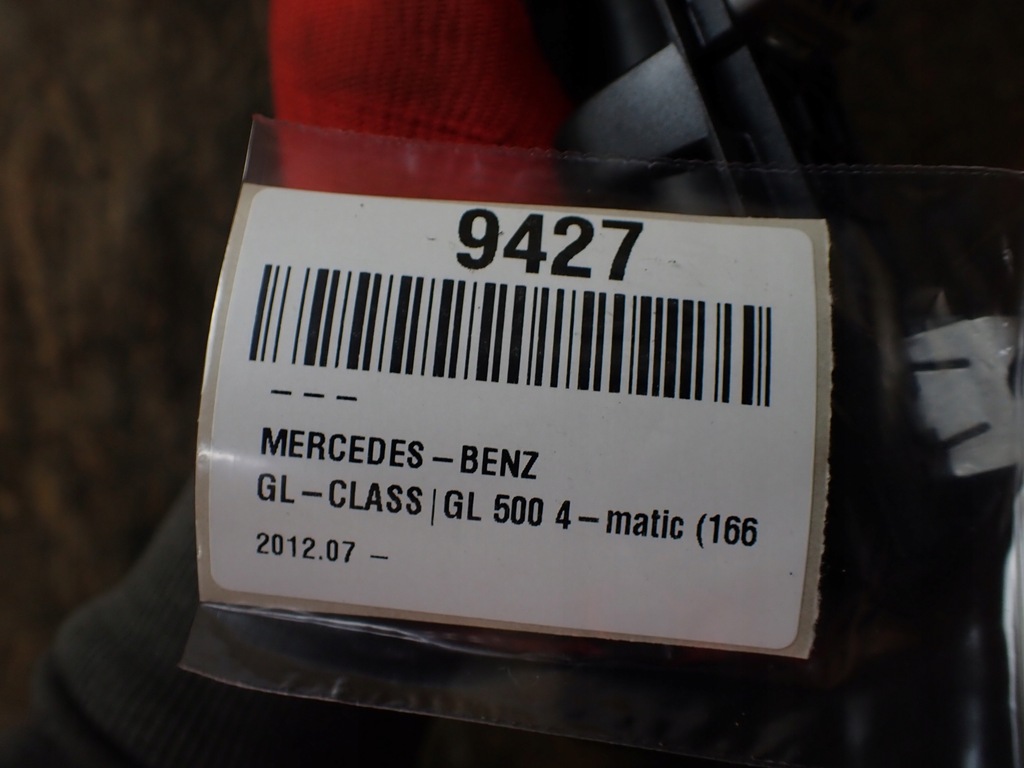 9427
---
MERCEDES-BENZ
GL-CLASS|GL 500 4-matic (166
2012.07 -